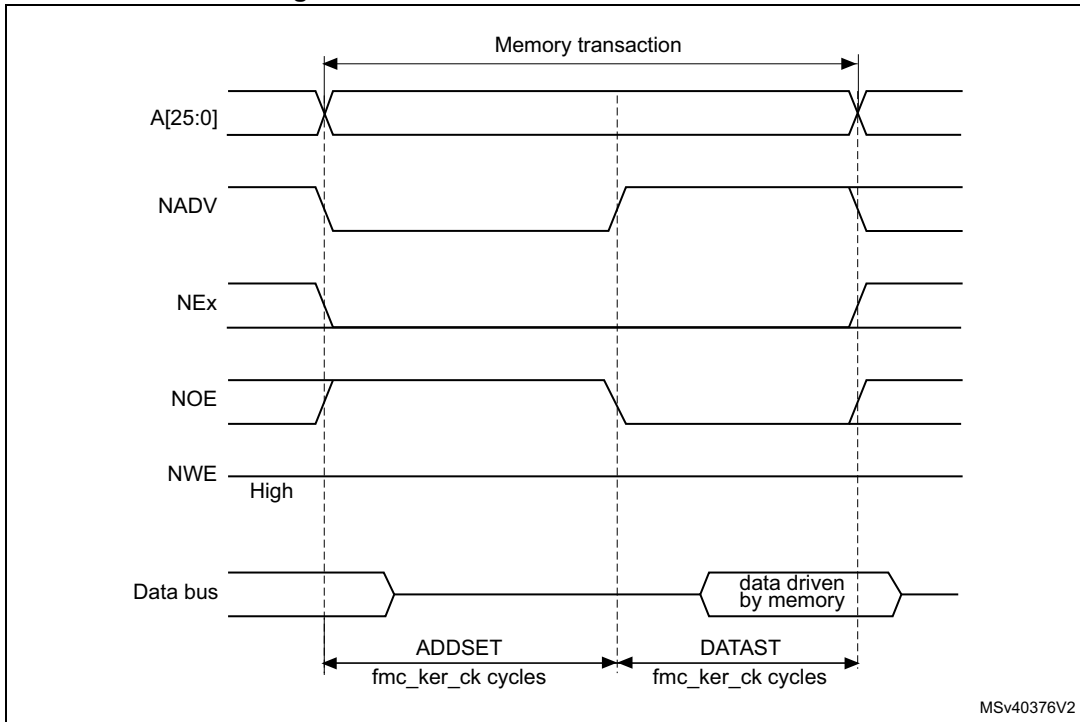 Memory transaction
A[25:0]
NADV
NEx
NOE
NWE
High
Data bus
data driven
by memory
ADDSET
DATAST
fmc_ker_ck cycles
fmc_ker_ck cycles
MSv40376V2